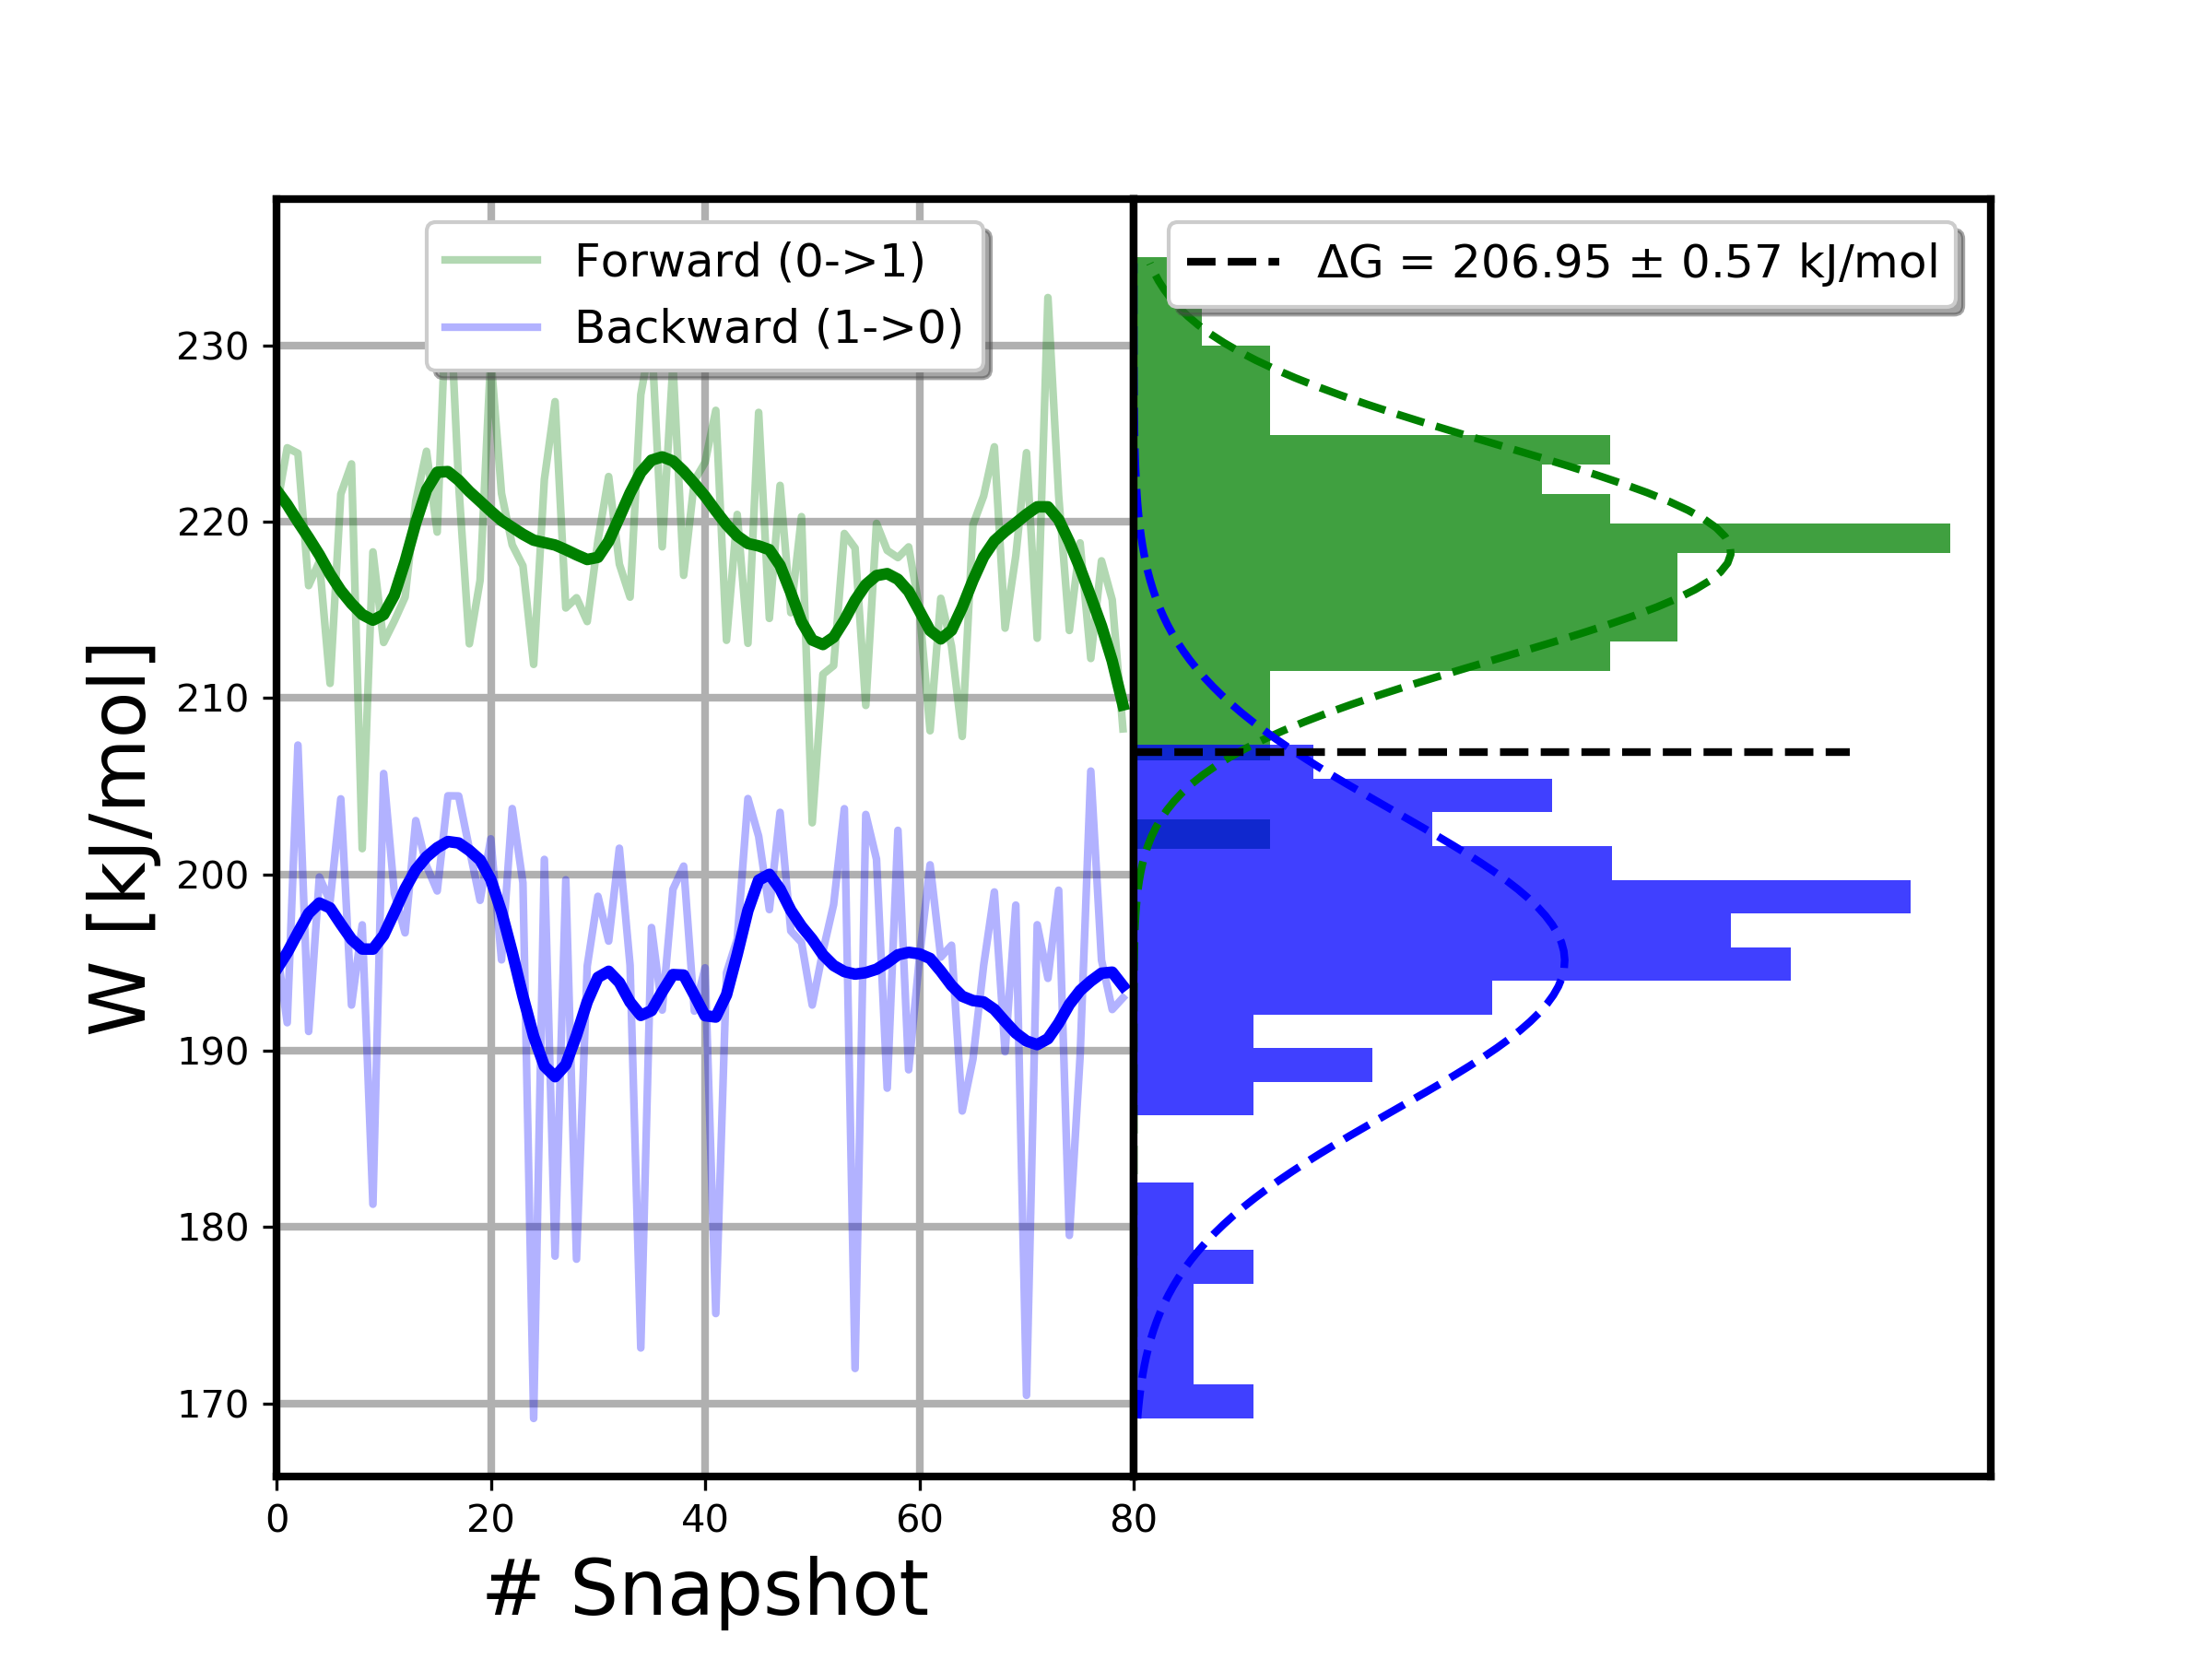 Forward (0->1)
Backward (1->0)
ΔG = 206.95 ± 0.57 kJ/mol
W [kJ/mol]
230
220
210
200
190
180
170
0 20 40 60 80
# Snapshot